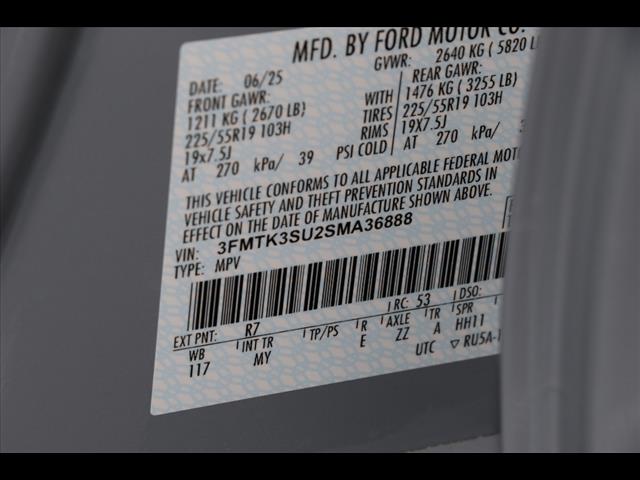 MFD. BY FORD MOTOR CO.
DATE: 06/25
GVWR: 2640 KG ( 5820 L
FRONT GAWR:
REAR GAWR:
1211 KG ( 2670 LB)
WITH
1476 KG ( 3255 LB)
225/55R19 103H
TIRES
225/55R19 103H
19x7.5J
RIMS
19X7.5J
AT 270 kPa/ 39 PSI COLD
AT 270 kPa/
THIS VEHICLE CONFORMS TO ALL APPLICABLE FEDERAL MOT
VEHICLE SAFETY AND THEFT PREVENTION STANDARDS IN
EFFECT ON THE DATE OF MANUFACTURE SHOWN ABOVE.
VIN: 3FMTK3SU2SMA36888
TYPE: MPV
EXT PNT: R7 RC: 53 DSO:
WB INT TR TP/PS R AXLE TR SPR
117 MY E ZZ A HH11
UTC ▽ RU5A-1